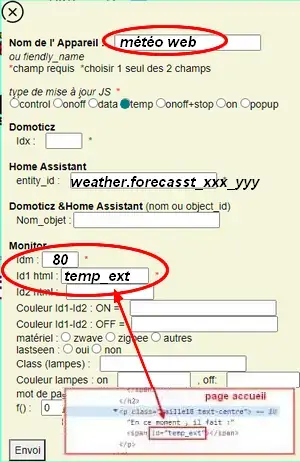 Nom de l' Appareil : météo web
ou fiendly_name
*champ requis *choisir 1 seul des 2 champs
type de mise à jour JS *
control onoff data temp onoff+stop on popup
Domoticz
Idx : *
Home Assistant
entity_id : weather.forecasst_xxx_yyy
Domoticz &Home Assistant (nom ou object_id)
Nom_objet :
Monitor
Idm : 80 *
Id1 html : temp_ext *
Id2 html :
Couleur Id1-Id2 : ON =
Couleur Id1-Id2 : OFF =
matériel : zwave zigbee autres
lastseen : oui non
Class (lampes) :
Couleur lampes : on , off:
mot de pa
f() : 0
page accueil
</h2>
<p class="taille18 text-centre"> == $0
"En ce moment , il fait :"
<span id="temp_ext"></span>
</p>
Envoi